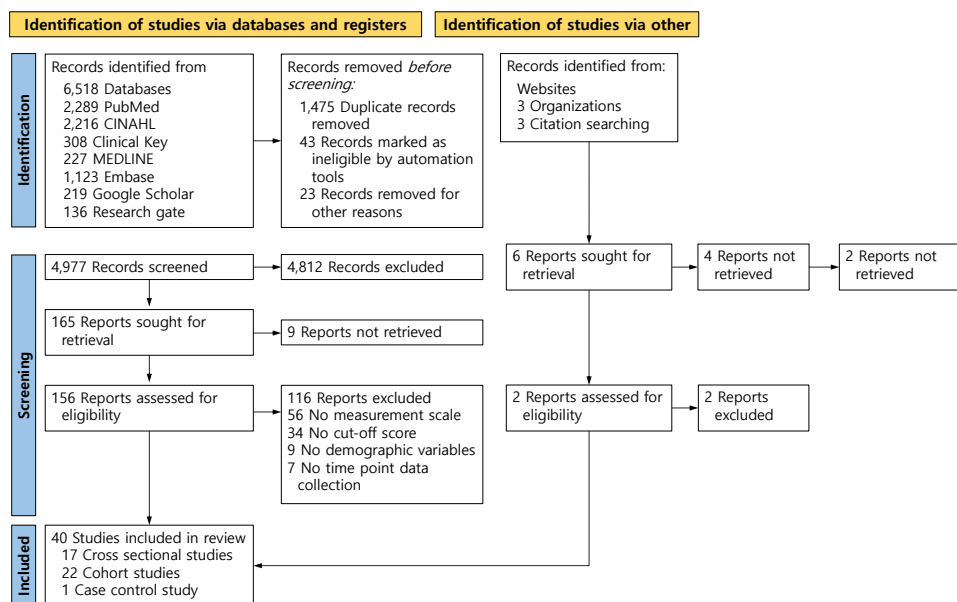 Identification of studies via databases and registers
Identification of studies via other
Identification
Records identified from
6,518 Databases
2,289 PubMed
2,216 CINAHL
308 Clinical Key
227 MEDLINE
1,123 Embase
219 Google Scholar
136 Research gate
Records removed before
screening:
1,475 Duplicate records
removed
43 Records marked as
ineligible by automation
tools
23 Records removed for
other reasons
Records identified from:
Websites
3 Organizations
3 Citation searching
Screening
4,977 Records screened
4,812 Records excluded
6 Reports sought for
retrieval
4 Reports not
retrieved
2 Reports not
retrieved
165 Reports sought for
retrieval
9 Reports not retrieved
156 Reports assessed for
eligibility
116 Reports excluded
56 No measurement scale
34 No cut-off score
9 No demographic variables
7 No time point data
collection
2 Reports assessed for
eligibility
2 Reports
excluded
Included
40 Studies included in review
17 Cross sectional studies
22 Cohort studies
1 Case control study